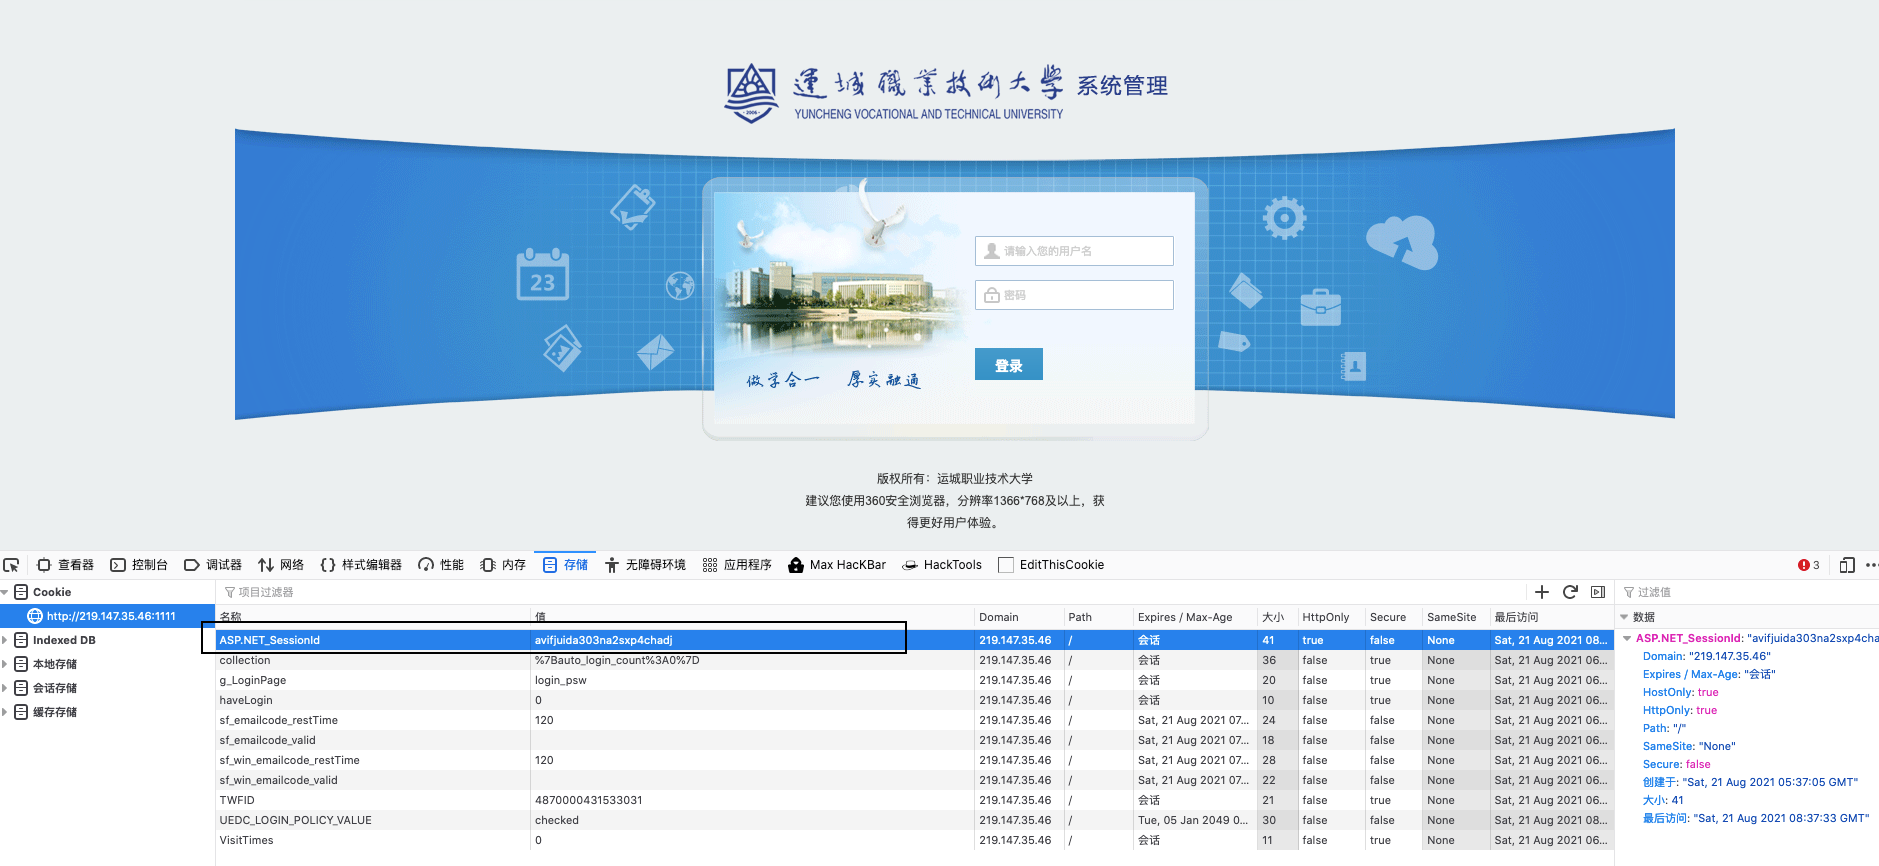 運城職業技術大學 系统管理
YUNCHENG VOCATIONAL AND TECHNICAL UNIVERSITY
23
请输入您的用户名
密码
登录
做学合一 厚实融通
版权所有：运城职业技术大学
建议您使用360安全浏览器，分辨率1366*768及以上，获
得更好用户体验。
查看器 控制台 调试器 网络 样式编辑器 性能 内存 存储 无障碍环境 应用程序 Max HacKBar HackTools EditThisCookie 3
Cookie
http://219.147.35.46:1111
Indexed DB
本地存储
会话存储
缓存存储
项目过滤器
名称 值 Domain Path Expires / Max-Age 大小 HttpOnly Secure SameSite 最后访问
ASP.NET_SessionId avifjuida303na2sxp4chadj 219.147.35.46 / 会话 41 true false None Sat, 21 Aug 2021 08...
collection %7Bauto_login_count%3A0%7D 219.147.35.46 / 会话 36 false true None Sat, 21 Aug 2021 06...
g_LoginPage login_psw 219.147.35.46 / 会话 20 false true None Sat, 21 Aug 2021 06...
haveLogin 0 219.147.35.46 / 会话 10 false true None Sat, 21 Aug 2021 06...
sf_emailcode_restTime 120 219.147.35.46 / Sat, 21 Aug 2021 07... 24 false false None Sat, 21 Aug 2021 06...
sf_emailcode_valid 219.147.35.46 / Sat, 21 Aug 2021 07... 18 false false None Sat, 21 Aug 2021 06...
sf_win_emailcode_restTime 120 219.147.35.46 / Sat, 21 Aug 2021 07... 28 false false None Sat, 21 Aug 2021 06...
sf_win_emailcode_valid 219.147.35.46 / Sat, 21 Aug 2021 07... 22 false false None Sat, 21 Aug 2021 06...
TWFID 4870000431533031 219.147.35.46 / 会话 21 false true None Sat, 21 Aug 2021 06...
UEDC_LOGIN_POLICY_VALUE checked 219.147.35.46 / Tue, 05 Jan 2049 0... 30 false false None Sat, 21 Aug 2021 08...
VisitTimes 0 219.147.35.46 / 会话 11 false true None Sat, 21 Aug 2021 06...
过滤值
数据
ASP.NET_SessionId: "avifjuida303na2sxp4cha
Domain: "219.147.35.46"
Expires / Max-Age: "会话"
HostOnly: true
HttpOnly: true
Path: "/"
SameSite: "None"
Secure: false
创建于: "Sat, 21 Aug 2021 05:37:05 GMT"
大小: 41
最后访问: "Sat, 21 Aug 2021 08:37:33 GMT"